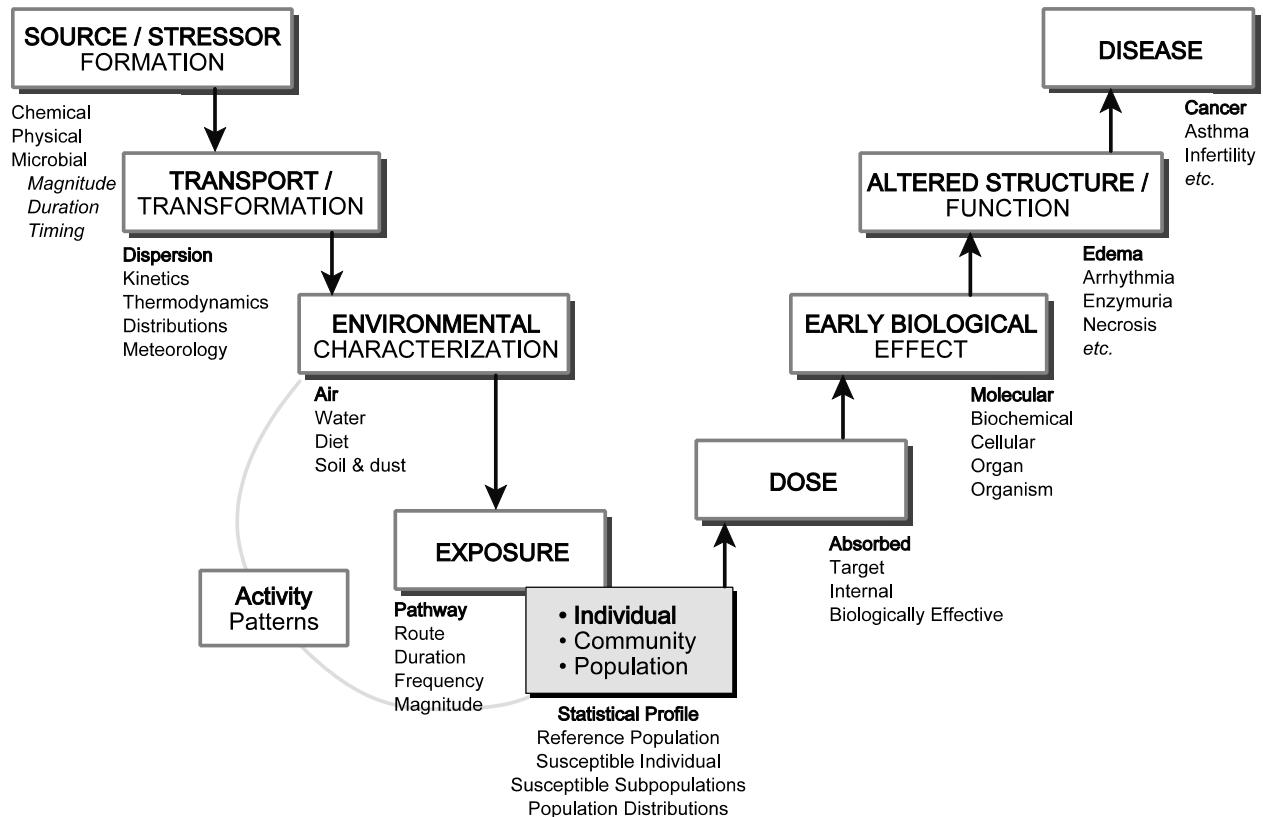 SOURCE / STRESSOR
FORMATION
Chemical
Physical
Microbial
Magnitude
Duration
Timing
TRANSPORT /
TRANSFORMATION
Dispersion
Kinetics
Thermodynamics
Distributions
Meteorology
ENVIRONMENTAL
CHARACTERIZATION
Air
Water
Diet
Soil & dust
Activity
Patterns
EXPOSURE
Pathway
Route
Duration
Frequency
Magnitude
• Individual
• Community
• Population
Statistical Profile
Reference Population
Susceptible Individual
Susceptible Subpopulations
Population Distributions
DOSE
Absorbed
Target
Internal
Biologically Effective
EARLY BIOLOGICAL
EFFECT
Molecular
Biochemical
Cellular
Organ
Organism
ALTERED STRUCTURE /
FUNCTION
Edema
Arrhythmia
Enzymuria
Necrosis
etc.
DISEASE
Cancer
Asthma
Infertility
etc.